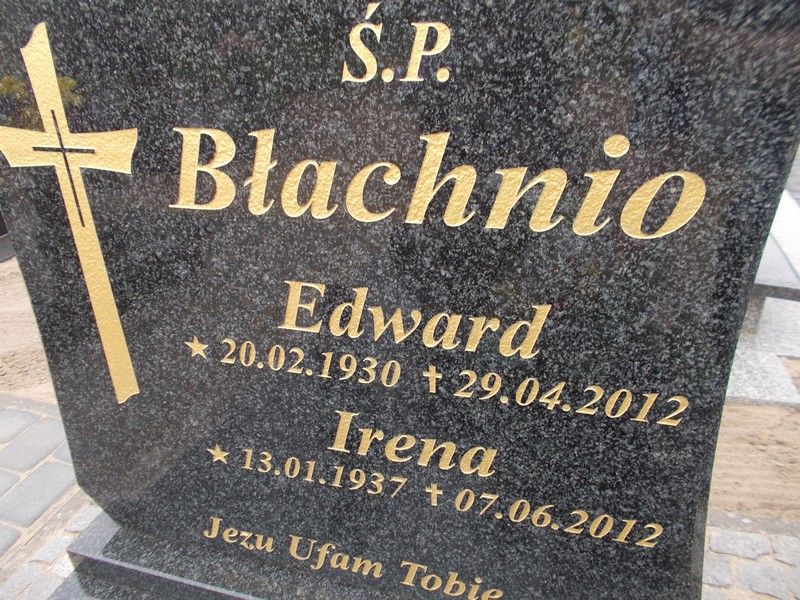 Ś.P.
Błachnio
Edward
★ 20.02.1930 ✝ 29.04.2012
Irena
★ 13.01.1937 ✝ 07.06.2012
Jezu Ufam Tobie